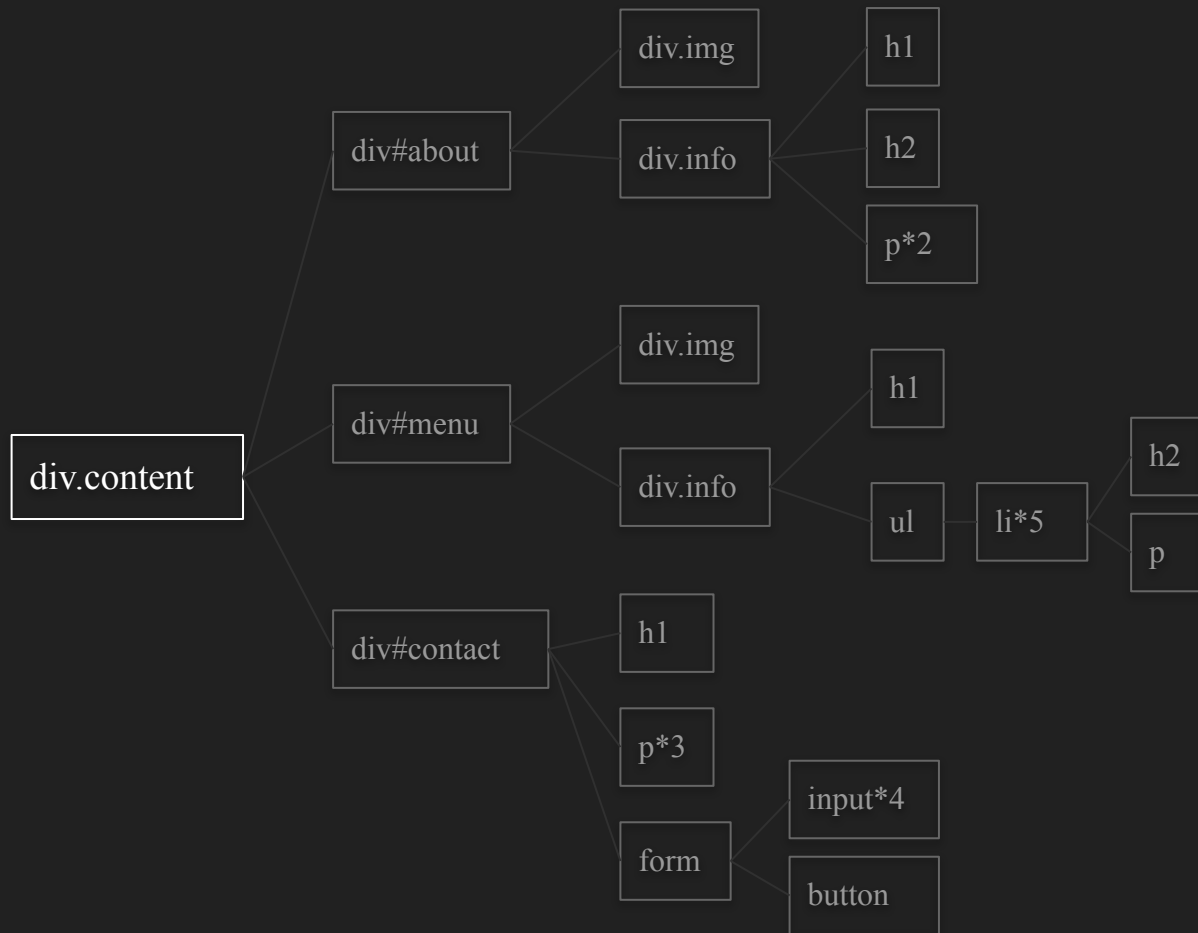 div.content
div#about
div.img
div.info
h1
h2
p*2
div#menu
div.img
div.info
h1
ul
li*5
h2
p
div#contact
h1
p*3
form
input*4
button